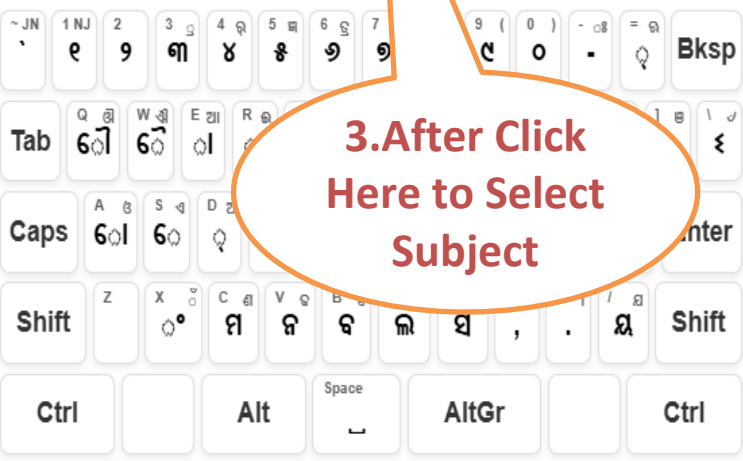 ~ JN 1 NJ 2 3 ୍ର 4 ର୍ 5 ଷ୍ଟ 6 ତ୍ର 7 9 ( 0 ) - ଃ = ଋ
` ୧ ୨ ୩ ୪ ୫ ୬ ୭ ୯ ୦ - ୃ Bksp
Q ଔ W ଐ E ଆ R ଈ ] ଞ \
Tab ୌ ୈ ା
3.After Click
Here to Select
Subject
A ଓ S ଏ D
Caps ୋ େ ୍ nter
Z X ଁ C ଣ V B / ୟ
Shift ଂ ମ ନ ବ ଲ ସ , . ୟ Shift
Space
Ctrl Alt AltGr Ctrl